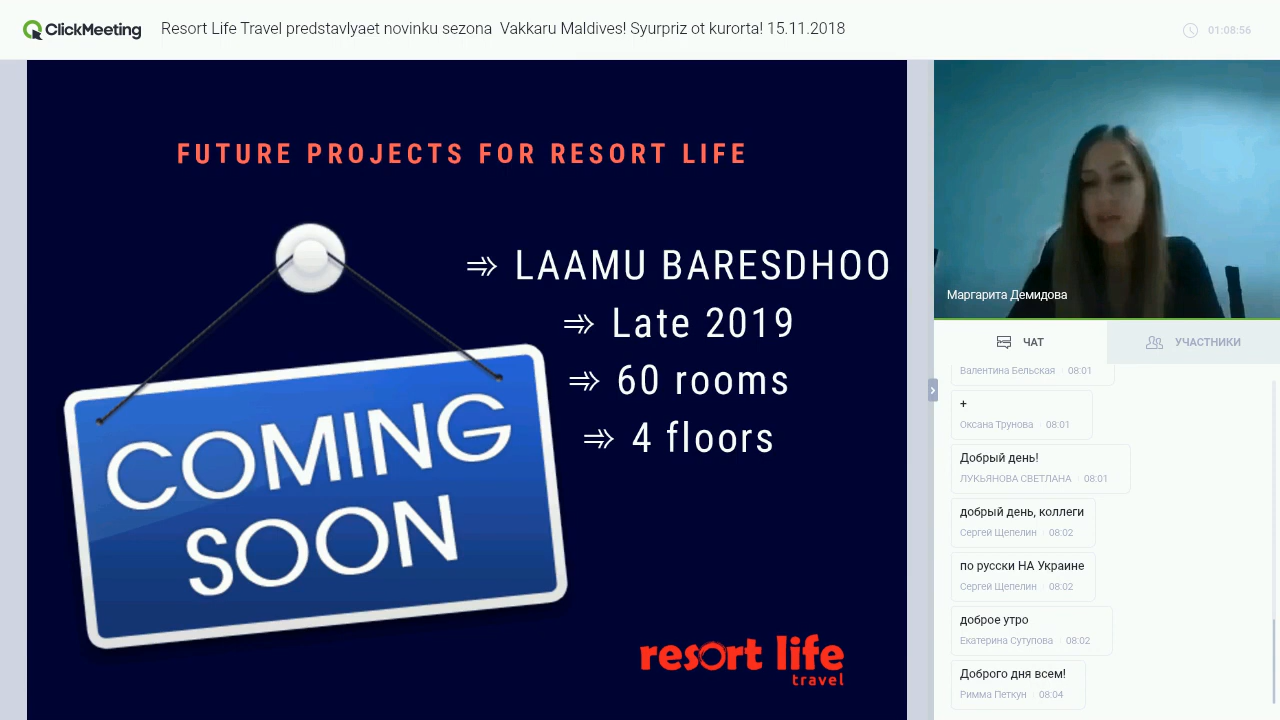 ClickMeeting
Resort Life Travel predstavlyaet novinku sezona  Vakkaru Maldives! Syurpriz ot kurorta! 15.11.2018
01:08:56
FUTURE PROJECTS FOR RESORT LIFE
⇒ LAAMU BARESDHOO
⇒ Late 2019
⇒ 60 rooms
⇒ 4 floors
COMING
SOON
resort life
travel
Маргарита Демидова
ЧАТ
УЧАСТНИКИ
Валентина Бельская · 08:01
+
Оксана Трунова · 08:01
Добрый день!
ЛУКЬЯНОВА СВЕТЛАНА · 08:01
добрый день, коллеги
Сергей Щепелин · 08:02
по русски НА Украине
Сергей Щепелин · 08:02
доброе утро
Екатерина Сутупова · 08:02
Доброго дня всем!
Римма Петкун · 08:04